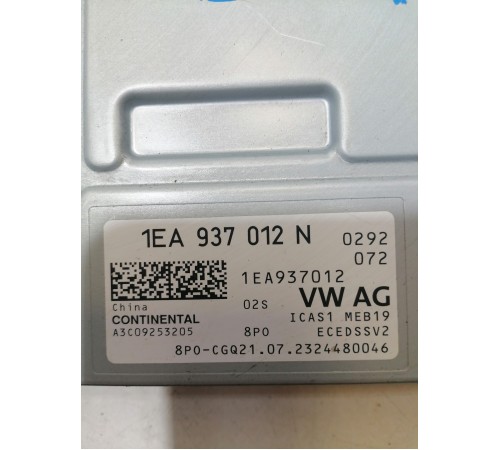 1EA 937 012 N 0292
072
1EA937012
China 02S VW AG
CONTINENTAL ICAS1 MEB19
A3C09253205 8P0 ECEDSSV2
8P0-CGQ21.07.2324480046